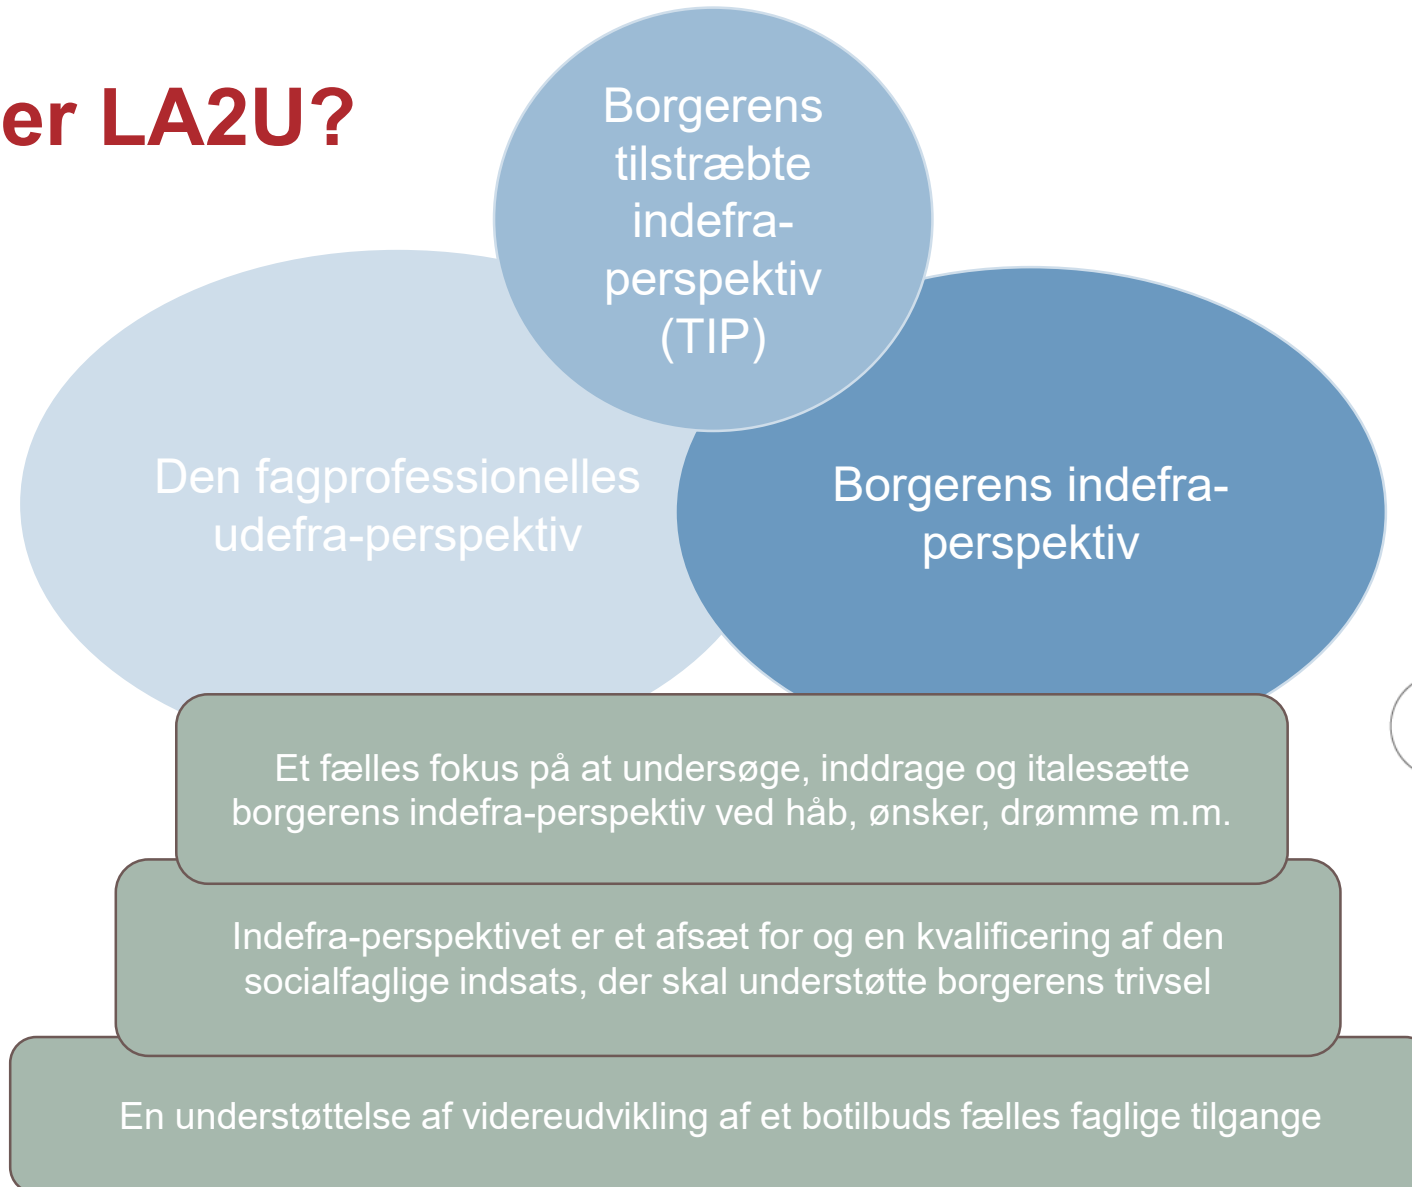 er LA2U?
Borgerens
tilstræbte
indefra-
perspektiv
(TIP)
Den fagprofessionelles
udefra-perspektiv
Borgerens indefra-
perspektiv
Et fælles fokus på at undersøge, inddrage og italesætte
borgerens indefra-perspektiv ved håb, ønsker, drømme m.m.
Indefra-perspektivet er et afsæt for og en kvalificering af den
socialfaglige indsats, der skal understøtte borgerens trivsel
En understøttelse af videreudvikling af et botilbuds fælles faglige tilgange